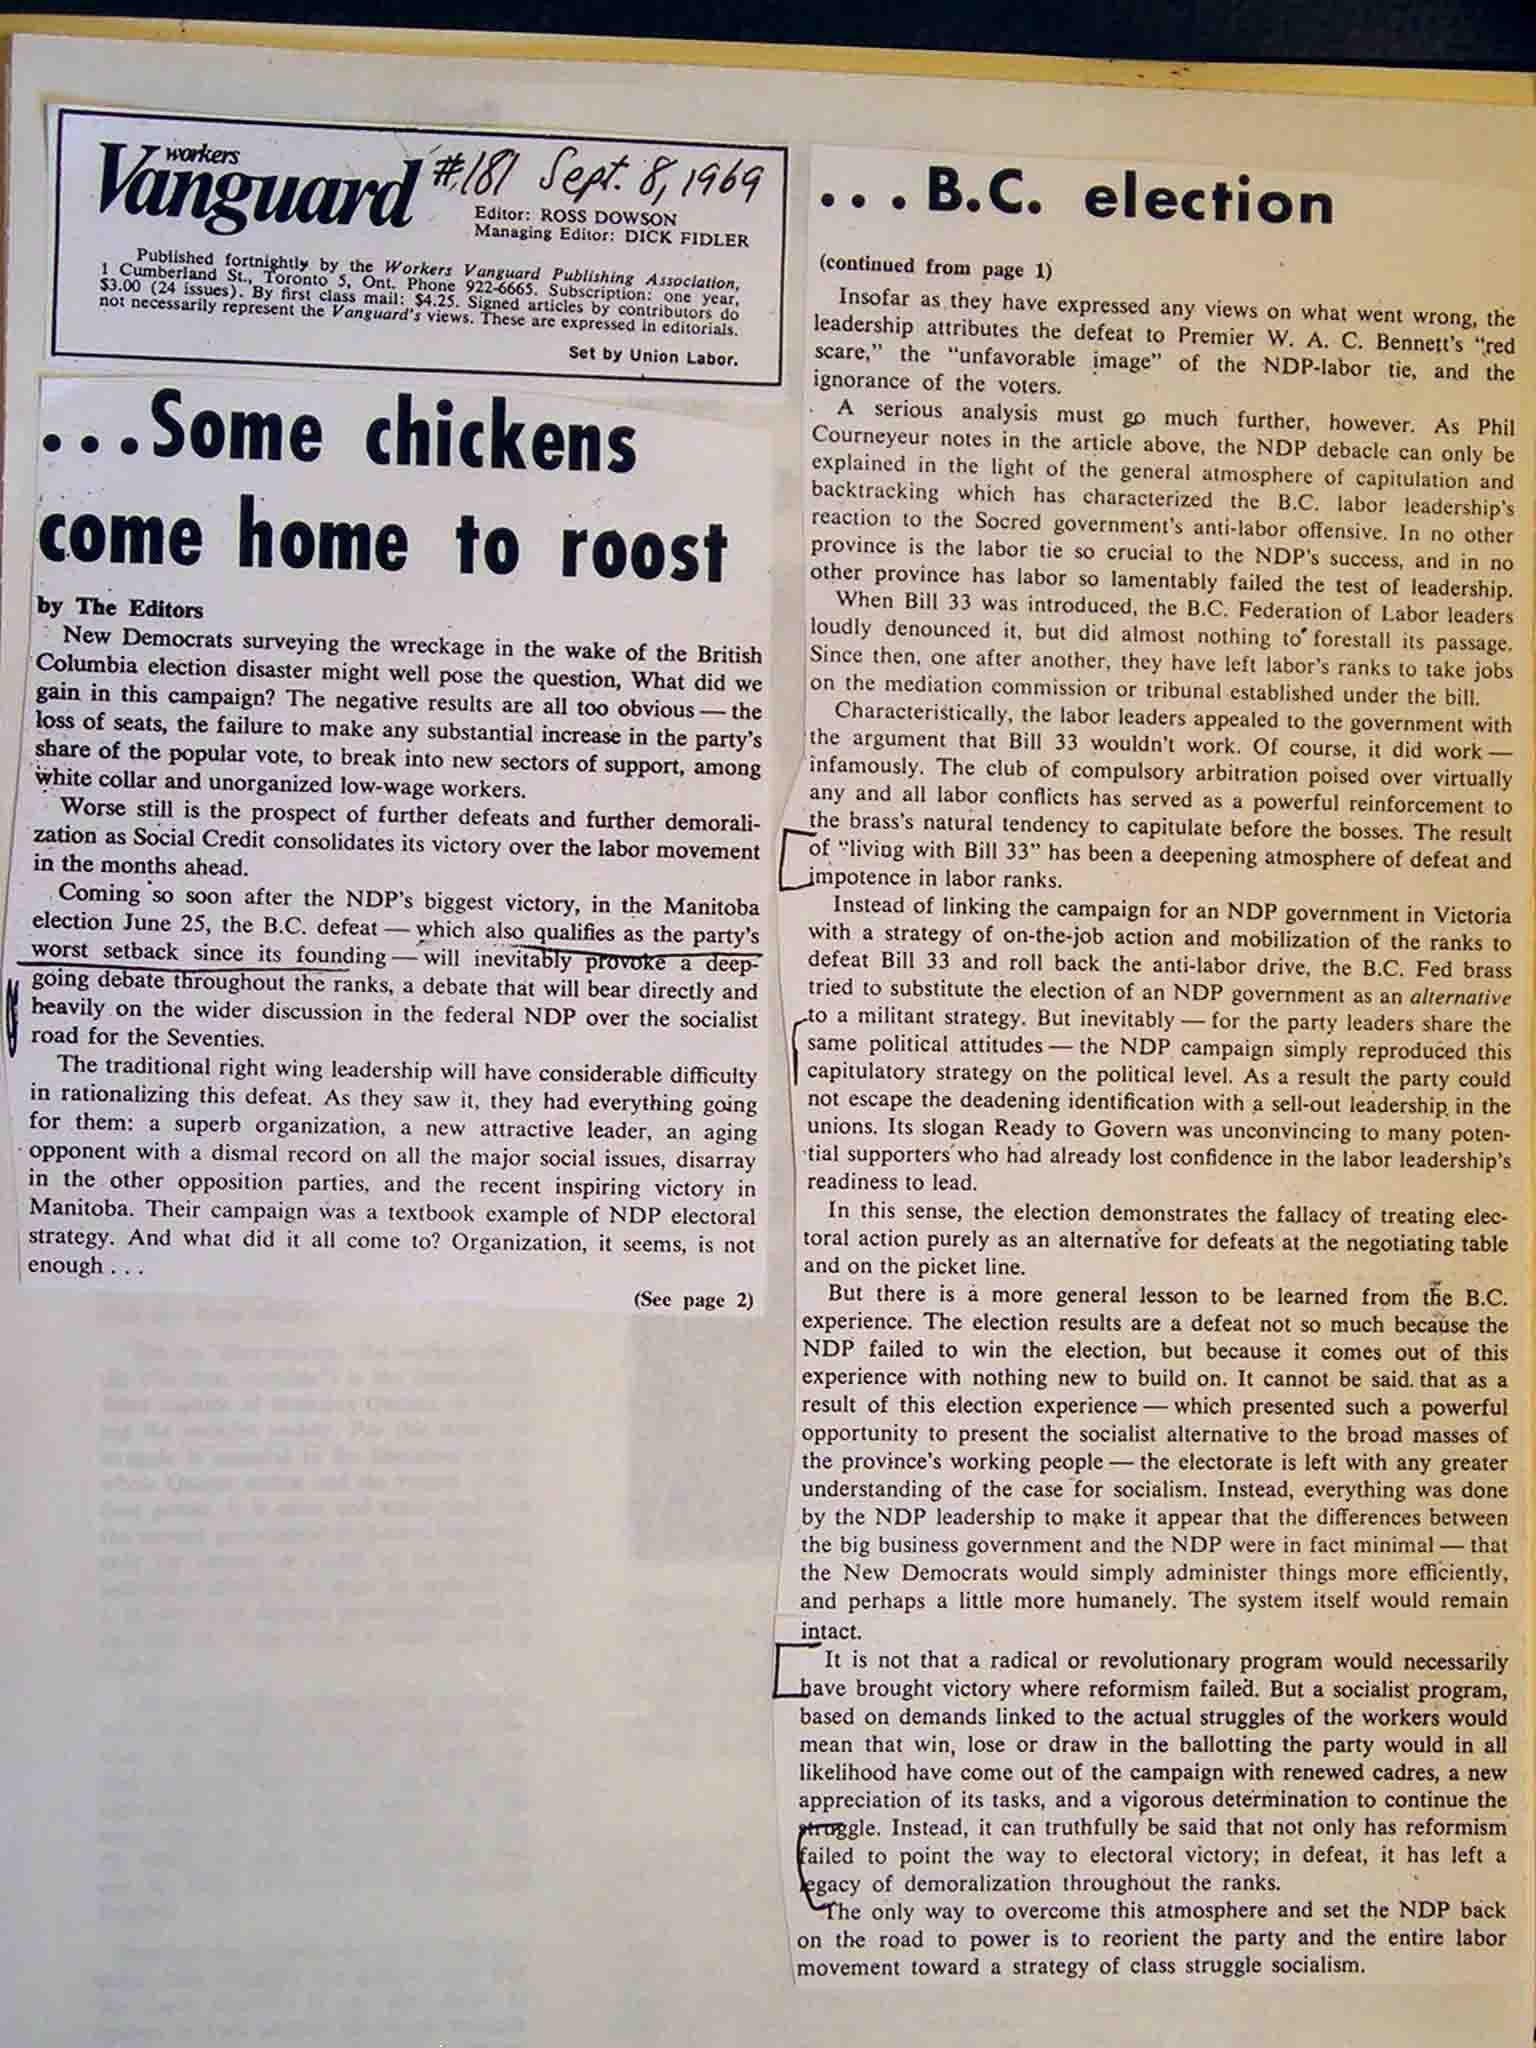 workers
Vanguard
#181 Sept. 8, 1969
Editor: ROSS DOWSON
Managing Editor: DICK FIDLER
Published fortnightly by the Workers Vanguard Publishing Association,
1 Cumberland St., Toronto 5, Ont. Phone 922-6665. Subscription: one year,
$3.00 (24 issues). By first class mail: $4.25. Signed articles by contributors do
not necessarily represent the Vanguard's views. These are expressed in editorials.
Set by Union Labor.
...Some chickens
come home to roost
by The Editors
New Democrats surveying the wreckage in the wake of the British
Columbia election disaster might well pose the question, What did we
gain in this campaign? The negative results are all too obvious — the
loss of seats, the failure to make any substantial increase in the party's
share of the popular vote, to break into new sectors of support, among
white collar and unorganized low-wage workers.
Worse still is the prospect of further defeats and further demorali-
zation as Social Credit consolidates its victory over the labor movement
in the months ahead.
Coming so soon after the NDP's biggest victory, in the Manitoba
election June 25, the B.C. defeat — which also qualifies as the party's
worst setback since its founding — will inevitably provoke a deep-
going debate throughout the ranks, a debate that will bear directly and
heavily on the wider discussion in the federal NDP over the socialist
road for the Seventies.
The traditional right wing leadership will have considerable difficulty
in rationalizing this defeat. As they saw it, they had everything going
for them: a superb organization, a new attractive leader, an aging
opponent with a dismal record on all the major social issues, disarray
in the other opposition parties, and the recent inspiring victory in
Manitoba. Their campaign was a textbook example of NDP electoral
strategy. And what did it all come to? Organization, it seems, is not
enough . . .
(See page 2)
...B.C. election
(continued from page 1)
Insofar as they have expressed any views on what went wrong, the
leadership attributes the defeat to Premier W. A. C. Bennett's "red
scare," the "unfavorable image" of the NDP-labor tie, and the
ignorance of the voters.
A serious analysis must go much further, however. As Phil
Courneyeur notes in the article above, the NDP debacle can only be
explained in the light of the general atmosphere of capitulation and
backtracking which has characterized the B.C. labor leadership's
reaction to the Socred government's anti-labor offensive. In no other
province is the labor tie so crucial to the NDP's success, and in no
other province has labor so lamentably failed the test of leadership.
When Bill 33 was introduced, the B.C. Federation of Labor leaders
loudly denounced it, but did almost nothing to forestall its passage.
Since then, one after another, they have left labor's ranks to take jobs
on the mediation commission or tribunal established under the bill.
Characteristically, the labor leaders appealed to the government with
the argument that Bill 33 wouldn't work. Of course, it did work —
infamously. The club of compulsory arbitration poised over virtually
any and all labor conflicts has served as a powerful reinforcement to
the brass's natural tendency to capitulate before the bosses. The result
of "living with Bill 33" has been a deepening atmosphere of defeat and
impotence in labor ranks.
Instead of linking the campaign for an NDP government in Victoria
with a strategy of on-the-job action and mobilization of the ranks to
defeat Bill 33 and roll back the anti-labor drive, the B.C. Fed brass
tried to substitute the election of an NDP government as an alternative
to a militant strategy. But inevitably — for the party leaders share the
same political attitudes — the NDP campaign simply reproduced this
capitulatory strategy on the political level. As a result the party could
not escape the deadening identification with a sell-out leadership in the
unions. Its slogan Ready to Govern was unconvincing to many poten-
tial supporters who had already lost confidence in the labor leadership's
readiness to lead.
In this sense, the election demonstrates the fallacy of treating elec-
toral action purely as an alternative for defeats at the negotiating table
and on the picket line.
But there is a more general lesson to be learned from the B.C.
experience. The election results are a defeat not so much because the
NDP failed to win the election, but because it comes out of this
experience with nothing new to build on. It cannot be said that as a
result of this election experience — which presented such a powerful
opportunity to present the socialist alternative to the broad masses of
the province's working people — the electorate is left with any greater
understanding of the case for socialism. Instead, everything was done
by the NDP leadership to make it appear that the differences between
the big business government and the NDP were in fact minimal — that
the New Democrats would simply administer things more efficiently,
and perhaps a little more humanely. The system itself would remain
intact.
It is not that a radical or revolutionary program would necessarily
have brought victory where reformism failed. But a socialist program,
based on demands linked to the actual struggles of the workers would
mean that win, lose or draw in the ballotting the party would in all
likelihood have come out of the campaign with renewed cadres, a new
appreciation of its tasks, and a vigorous determination to continue the
struggle. Instead, it can truthfully be said that not only has reformism
failed to point the way to electoral victory; in defeat, it has left a
legacy of demoralization throughout the ranks.
The only way to overcome this atmosphere and set the NDP back
on the road to power is to reorient the party and the entire labor
movement toward a strategy of class struggle socialism.